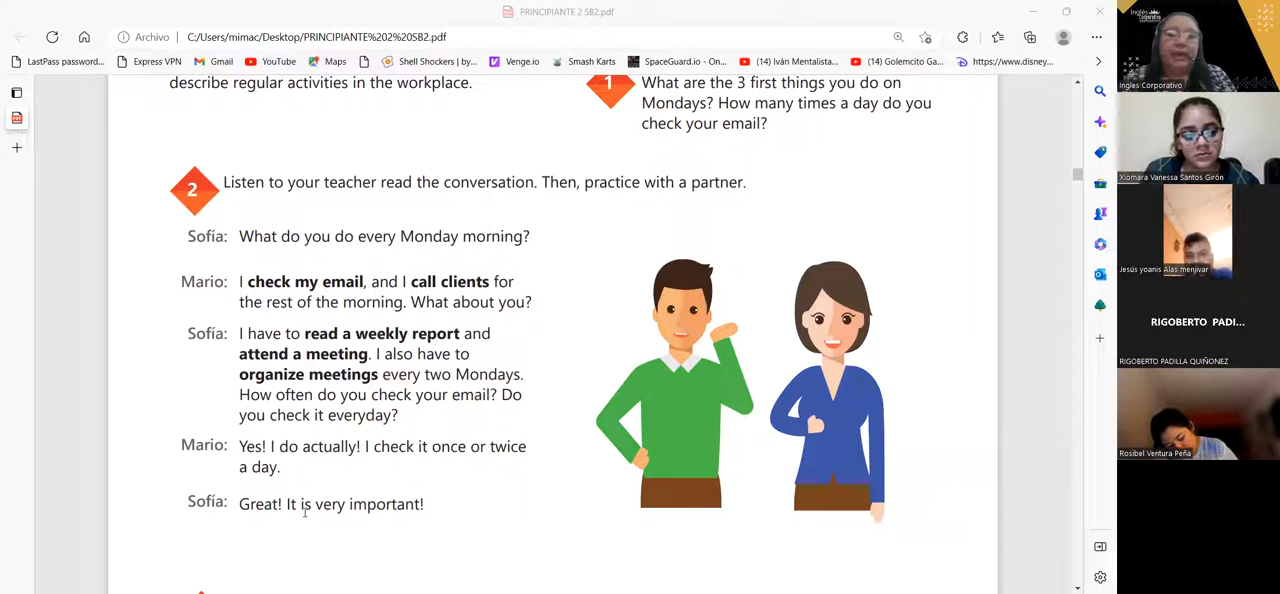 PRINCIPIANTE 2 SB2.pdf
Archivo
C:/Users/mimac/Desktop/PRINCIPIANTE%202%20SB2.pdf
LastPass password...
Express VPN
Gmail
YouTube
Maps
Shell Shockers | by...
Venge.io
Smash Karts
SpaceGuard.io - On...
(14) Iván Mentalista...
(14) Golemcito Ga...
https://www.disney...
describe regular activities in the workplace.
1
What are the 3 first things you do on
Mondays? How many times a day do you
check your email?
2
Listen to your teacher read the conversation. Then, practice with a partner.
Sofía: What do you do every Monday morning?
Mario: I check my email, and I call clients for
the rest of the morning. What about you?
Sofía: I have to read a weekly report and
attend a meeting. I also have to
organize meetings every two Mondays.
How often do you check your email? Do
you check it everyday?
Mario: Yes! I do actually! I check it once or twice
a day.
Sofía: Great! It is very important!
Inglés
Corporativo
Ingles Corporativo
Xiomara Vanessa Santos Girón
Jesús yoanis Alas menjivar
RIGOBERTO PADI...
RIGOBERTO PADILLA QUIÑONEZ
Rosibel Ventura Peña